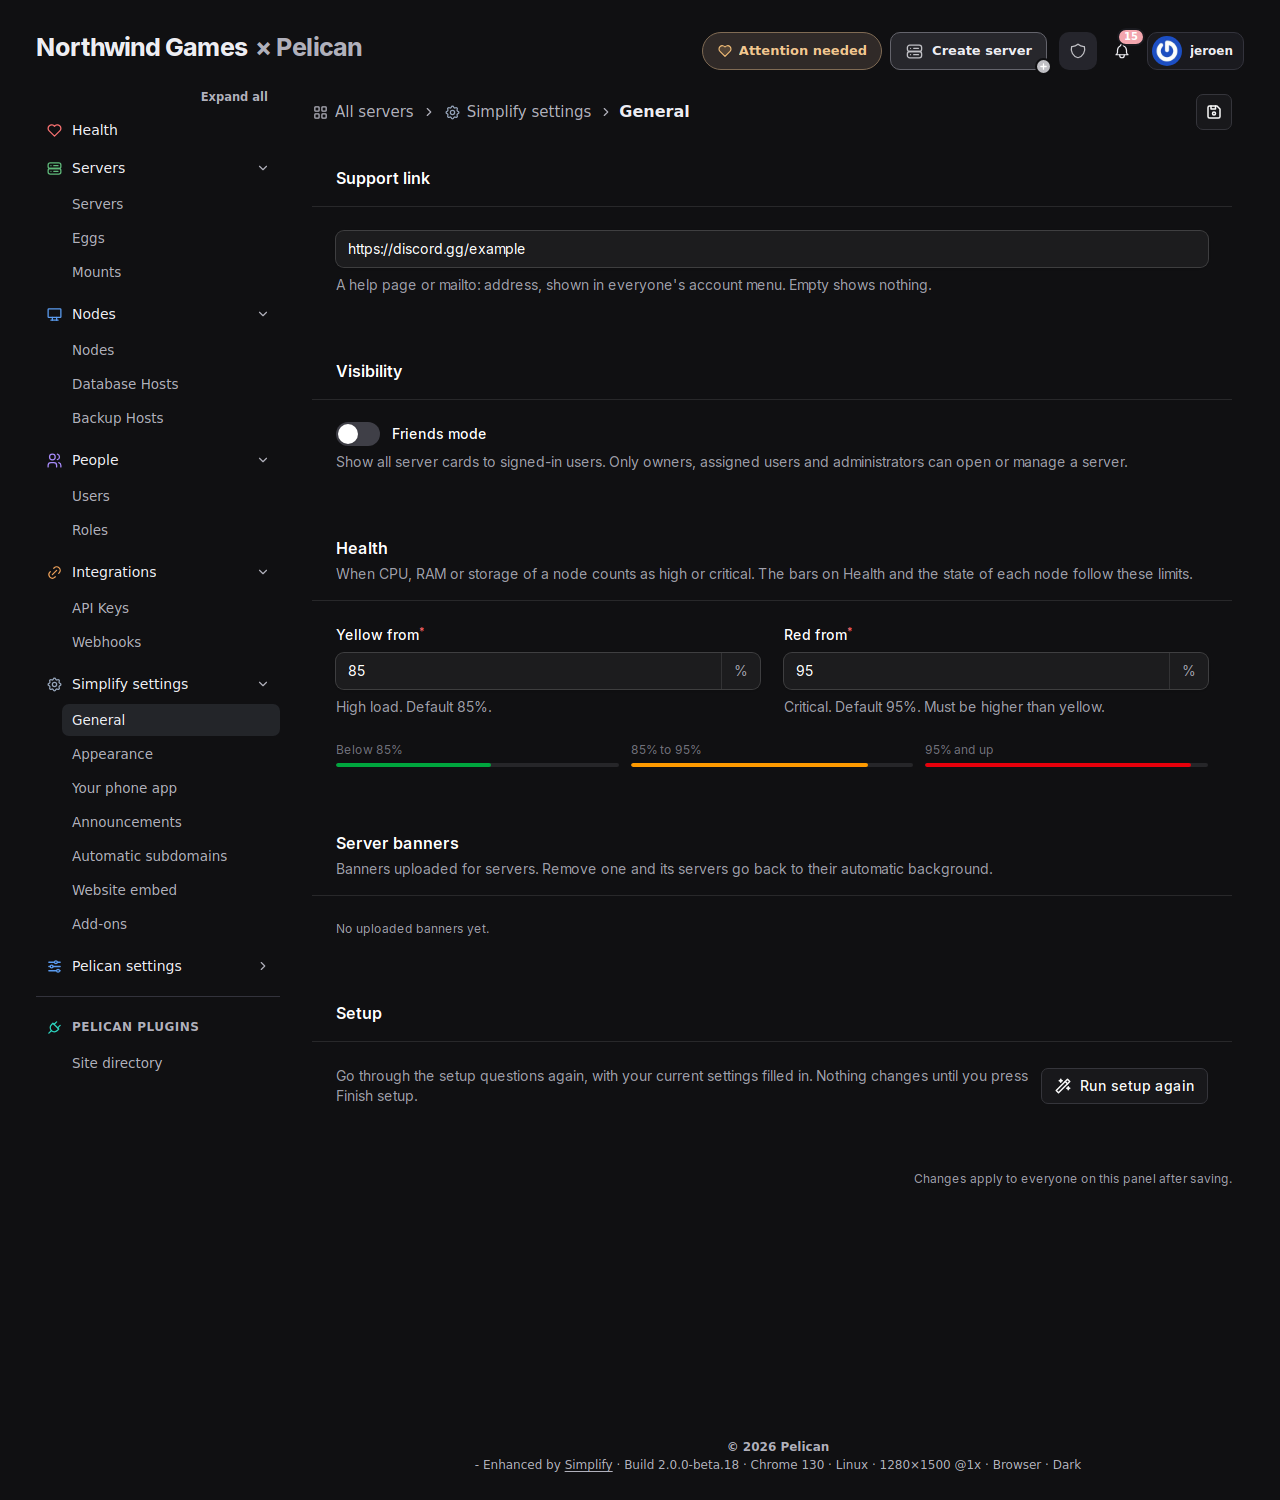 Northwind Games × Pelican
Attention needed
Create server
15
jeroen
Expand all
Health
Servers
Servers
Eggs
Mounts
Nodes
Nodes
Database Hosts
Backup Hosts
People
Users
Roles
Integrations
API Keys
Webhooks
Simplify settings
General
Appearance
Your phone app
Announcements
Automatic subdomains
Website embed
Add-ons
Pelican settings
PELICAN PLUGINS
Site directory
All servers > Simplify settings > General
Support link
https://discord.gg/example
A help page or mailto: address, shown in everyone's account menu. Empty shows nothing.
Visibility
Friends mode
Show all server cards to signed-in users. Only owners, assigned users and administrators can open or manage a server.
Health
When CPU, RAM or storage of a node counts as high or critical. The bars on Health and the state of each node follow these limits.
Yellow from*
85 %
High load. Default 85%.
Red from*
95 %
Critical. Default 95%. Must be higher than yellow.
Below 85%
85% to 95%
95% and up
Server banners
Banners uploaded for servers. Remove one and its servers go back to their automatic background.
No uploaded banners yet.
Setup
Go through the setup questions again, with your current settings filled in. Nothing changes until you press
Finish setup.
Run setup again
Changes apply to everyone on this panel after saving.
© 2026 Pelican
- Enhanced by Simplify · Build 2.0.0-beta.18 · Chrome 130 · Linux · 1280×1500 @1x · Browser · Dark